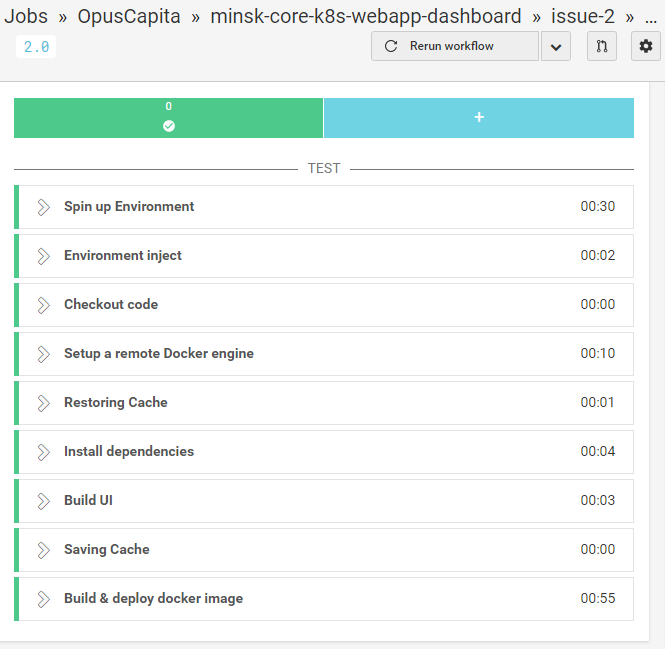 Jobs » OpusCapita » minsk-core-k8s-webapp-dashboard » issue-2 » ...
2.0
Rerun workflow
0
+
TEST
Spin up Environment 00:30
Environment inject 00:02
Checkout code 00:00
Setup a remote Docker engine 00:10
Restoring Cache 00:01
Install dependencies 00:04
Build UI 00:03
Saving Cache 00:00
Build & deploy docker image 00:55